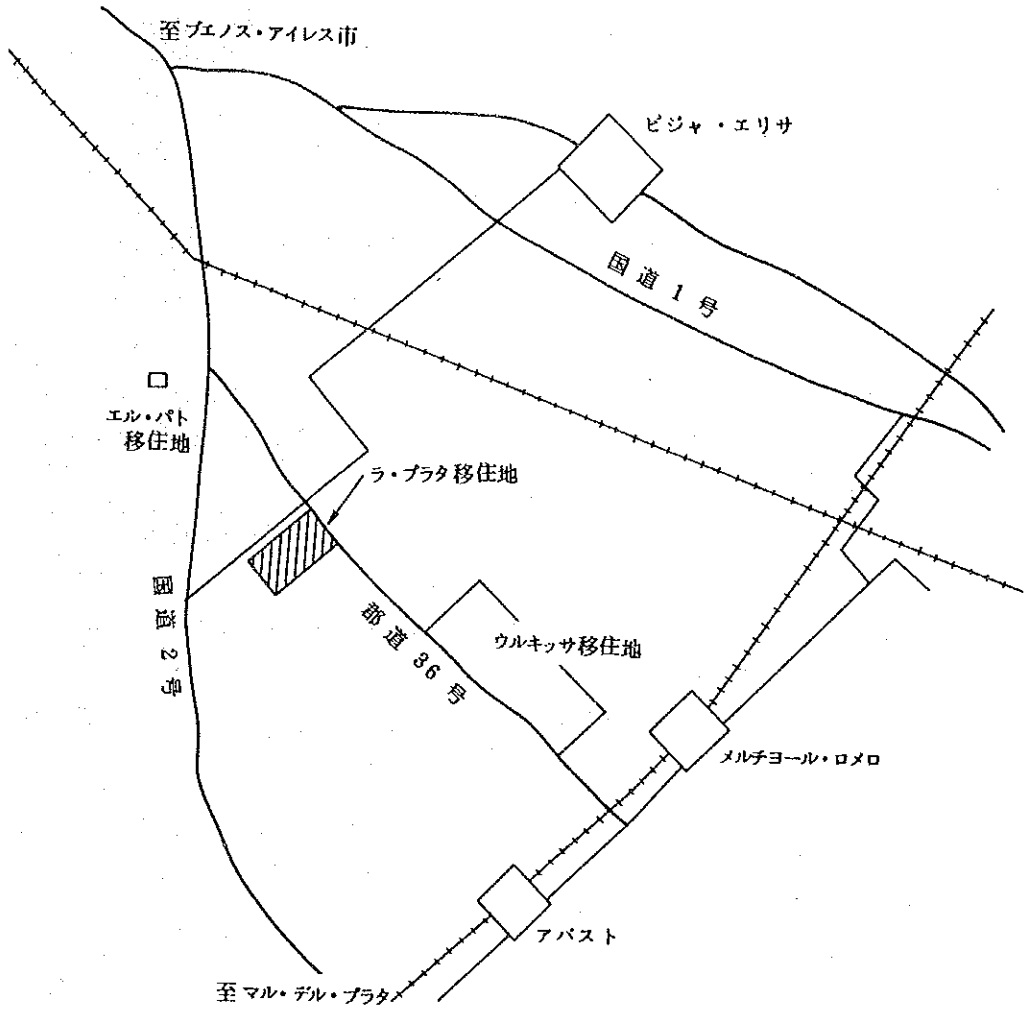 至ブエノス・アイレス市
ビジャ・エリサ
国道1号
エル・パト
移住地
ラ・プラタ移住地
国道2号
郡道36号
ウルキッサ移住地
メルチヨール・ロメロ
アバスト
至マル・デル・プラタ